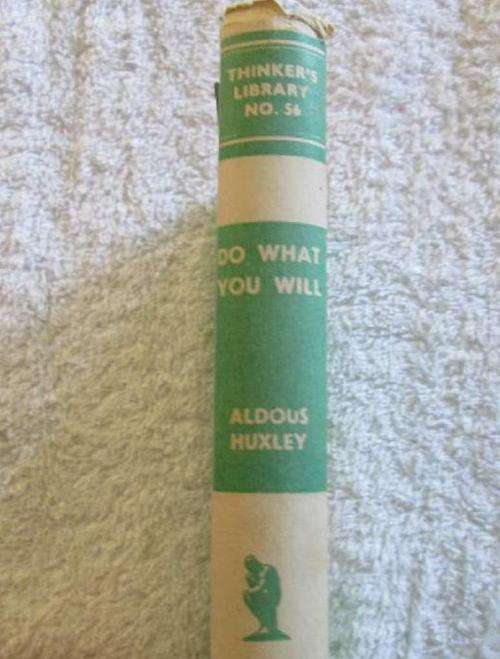 THINKER'S
LIBRARY
NO. 56
DO WHAT
YOU WILL
ALDOUS
HUXLEY